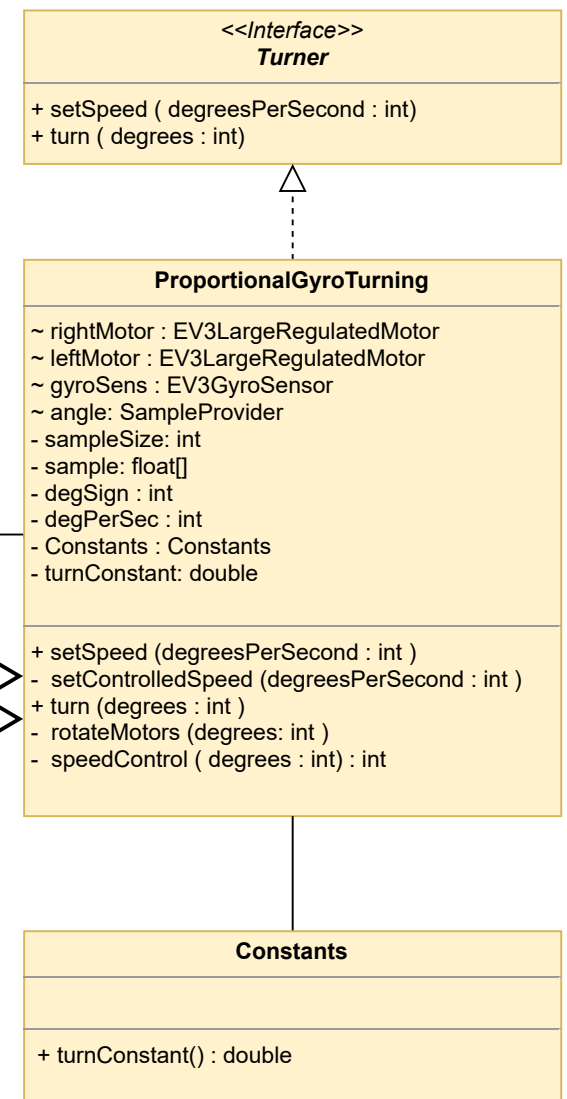 <<Interface>>
Turner
+ setSpeed ( degreesPerSecond : int)
+ turn ( degrees : int)
ProportionalGyroTurning
~ rightMotor : EV3LargeRegulatedMotor
~ leftMotor : EV3LargeRegulatedMotor
~ gyroSens : EV3GyroSensor
~ angle: SampleProvider
- sampleSize: int
- sample: float[]
- degSign : int
- degPerSec : int
- Constants : Constants
- turnConstant: double
+ setSpeed (degreesPerSecond : int )
- setControlledSpeed (degreesPerSecond : int )
+ turn (degrees : int )
- rotateMotors (degrees: int )
- speedControl ( degrees : int) : int
Constants
+ turnConstant() : double